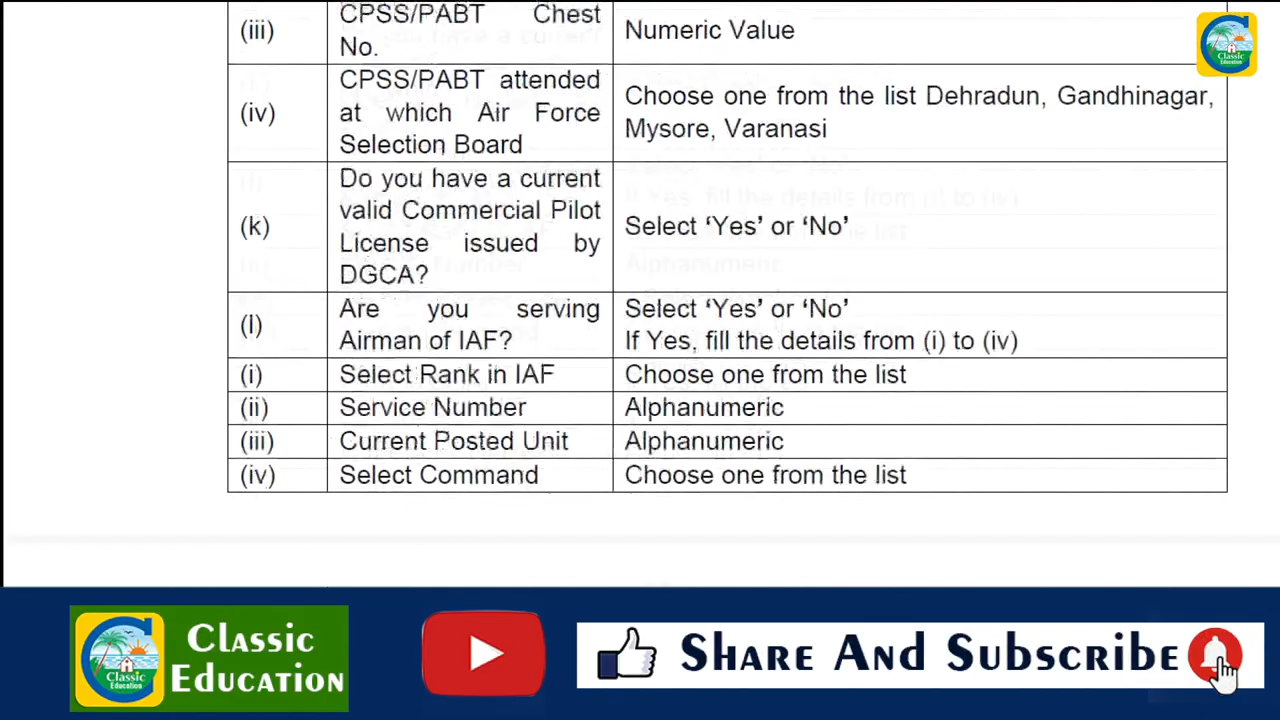 (iii) CPSS/PABT Chest No. Numeric Value
(iv) CPSS/PABT attended at which Air Force Selection Board Choose one from the list Dehradun, Gandhinagar, Mysore, Varanasi
(k) Do you have a current valid Commercial Pilot License issued by DGCA? Select ‘Yes’ or ‘No’
(l) Are you serving Airman of IAF? Select ‘Yes’ or ‘No’ If Yes, fill the details from (i) to (iv)
(i) Select Rank in IAF Choose one from the list
(ii) Service Number Alphanumeric
(iii) Current Posted Unit Alphanumeric
(iv) Select Command Choose one from the list
Classic
Education
Classic
Education
Classic
Education
Share And Subscribe